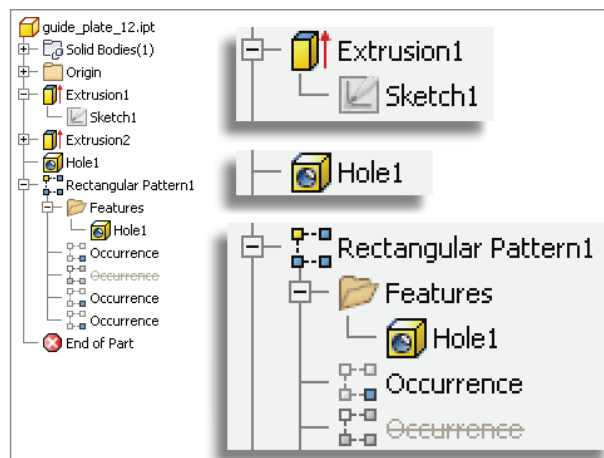 guide_plate_12.ipt
Solid Bodies(1)
Origin
Extrusion1
Sketch1
Extrusion2
Hole1
Rectangular Pattern1
Features
Hole1
Occurrence
Occurrence
Occurrence
Occurrence
End of Part
Extrusion1
Sketch1
Hole1
Rectangular Pattern1
Features
Hole1
Occurrence
Occurrence